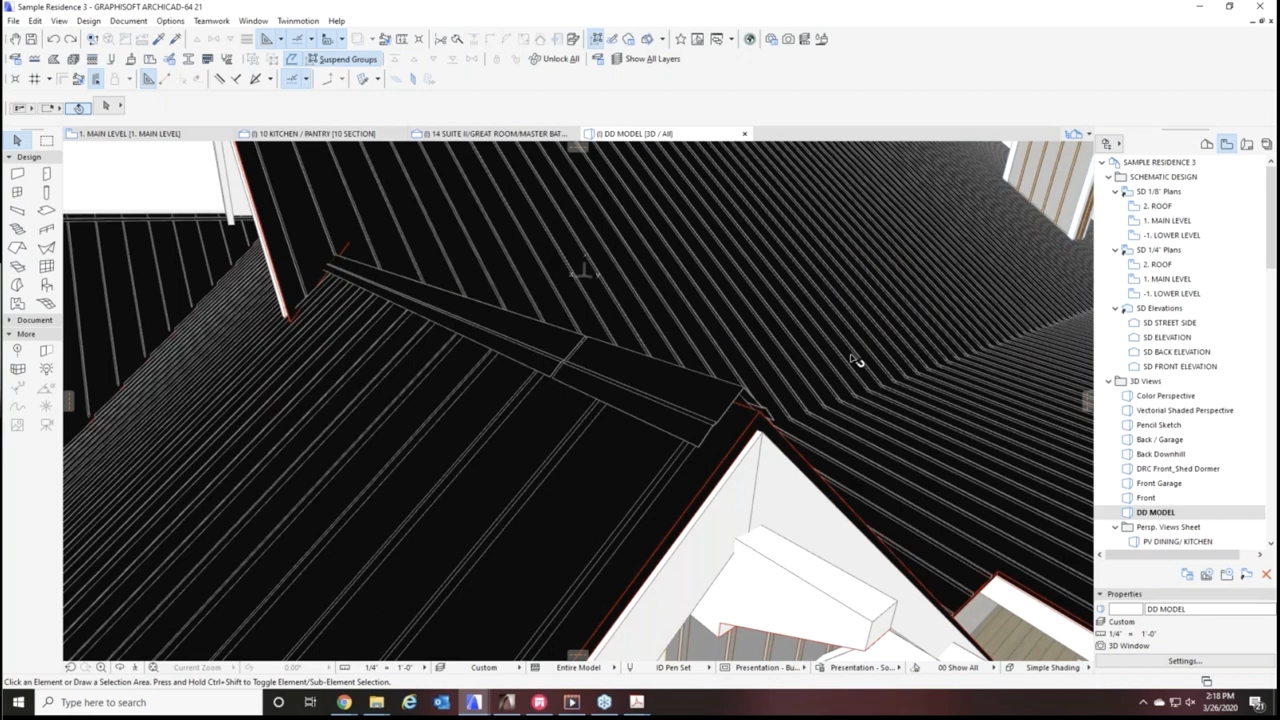 Sample Residence 3 - GRAPHISOFT ARCHICAD-64 21
File Edit View Design Document Options Teamwork Window Twinmotion Help
Suspend Groups
Unlock All
Show All Layers
1. MAIN LEVEL [1. MAIN LEVEL]
(!) 10 KITCHEN / PANTRY [10 SECTION]
(!) 14 SUITE II/GREAT ROOM/MASTER BAT...
(!) DD MODEL [3D / All]
Design
Document
More
SAMPLE RESIDENCE 3
SCHEMATIC DESIGN
SD 1/8" Plans
2. ROOF
1. MAIN LEVEL
-1. LOWER LEVEL
SD 1/4" Plans
2. ROOF
1. MAIN LEVEL
-1. LOWER LEVEL
SD Elevations
SD STREET SIDE
SD ELEVATION
SD BACK ELEVATION
SD FRONT ELEVATION
3D Views
Color Perspective
Vectorial Shaded Perspective
Pencil Sketch
Back / Garage
Back Downhill
DRC Front_Shed Dormer
Front Garage
Front
DD MODEL
Persp. Views Sheet
PV DINING/ KITCHEN
Properties
DD MODEL
Custom
1/4" = 1'-0"
3D Window
Settings...
Current Zoom
0.00°
1/4" = 1'-0"
Custom
Entire Model
ID Pen Set
Presentation - Bu...
Presentation - So...
00 Show All
Simple Shading
Click an Element or Draw a Selection Area. Press and Hold Ctrl+Shift to Toggle Element/Sub-Element Selection.
Type here to search
2:18 PM
3/26/2020
21